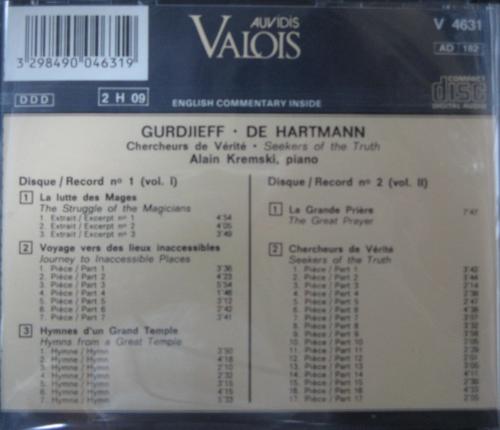 AUVIDIS
VALOIS
V 4631
AD 182
3 298490 046319
COMPACT
disc
DIGITAL AUDIO
DDD
2 H 09
ENGLISH COMMENTARY INSIDE
GURDJIEFF · DE HARTMANN
Chercheurs de Vérité · Seekers of the Truth
Alain Kremski, piano
Disque / Record nº 1 (vol. I)
1 La lutte des Mages
The Struggle of the Magicians
1. Extrait / Excerpt nº 1 4'54
2. Extrait / Excerpt nº 2 4'05
3. Extrait / Excerpt nº 3 3'49
2 Voyage vers des lieux inaccessibles
Journey to Inaccessible Places
1. Pièce / Part 1 3'36
2. Pièce / Part 2 4'23
3. Pièce / Part 3 5'54
4. Pièce / Part 4 1'46
5. Pièce / Part 5 3'12
6. Pièce / Part 6 2'42
7. Pièce / Part 7 3'41
3 Hymnes d'un Grand Temple
Hymns from a Great Temple
1. Hymne / Hymn 3'50
2. Hymne / Hymn 4'18
3. Hymne / Hymn 2'10
4. Hymne / Hymn 2'32
5. Hymne / Hymn 3'15
6. Hymne / Hymn 4'15
7. Hymne / Hymn 5'33
Disque / Record nº 2 (vol. II)
1 La Grande Prière 7'47
The Great Prayer
2 Chercheurs de Vérité
Seekers of the Truth
1. Pièce / Part 1 3'42
2. Pièce / Part 2 3'44
3. Pièce / Part 3 2'14
4. Pièce / Part 4
5. Pièce / Part 5
6. Pièce / Part 6
7. Pièce / Part 7
8. Pièce / Part 8
9. Pièce / Part 9
10. Pièce / Part 10
11. Pièce / Part 11
12. Pièce / Part 12
13. Pièce / Part 13
14. Pièce / Part 14
15. Pièce / Part 15
16. Pièce / Part 16
17. Pièce / Part 17